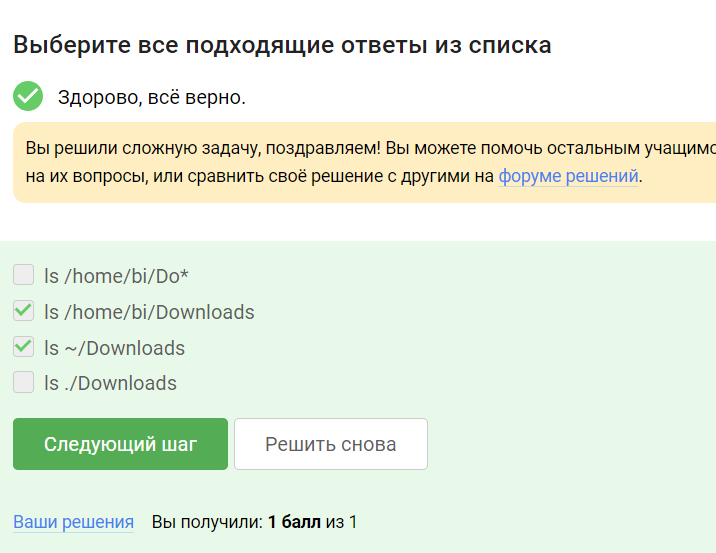 Выберите все подходящие ответы из списка
Здорово, всё верно.
Вы решили сложную задачу, поздравляем! Вы можете помочь остальным
на их вопросы, или сравнить своё решение с другими на форуме решений.
ls /home/bi/Do*
ls /home/bi/Downloads
ls ~/Downloads
ls ./Downloads
Следующий шаг
Решить снова
Ваши решения Вы получили: 1 балл из 1